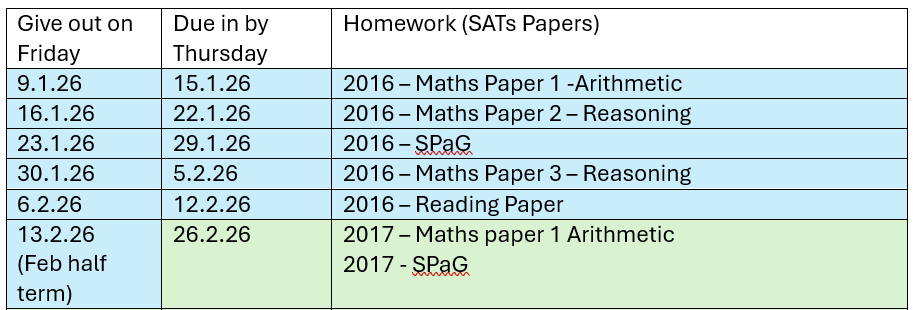 Give out on Friday | Due in by Thursday | Homework (SATs Papers)
9.1.26 | 15.1.26 | 2016 – Maths Paper 1 -Arithmetic
16.1.26 | 22.1.26 | 2016 – Maths Paper 2 – Reasoning
23.1.26 | 29.1.26 | 2016 – SPaG
30.1.26 | 5.2.26 | 2016 – Maths Paper 3 – Reasoning
6.2.26 | 12.2.26 | 2016 – Reading Paper
13.2.26 (Feb half term) | 26.2.26 | 2017 – Maths paper 1 Arithmetic
2017 - SPaG